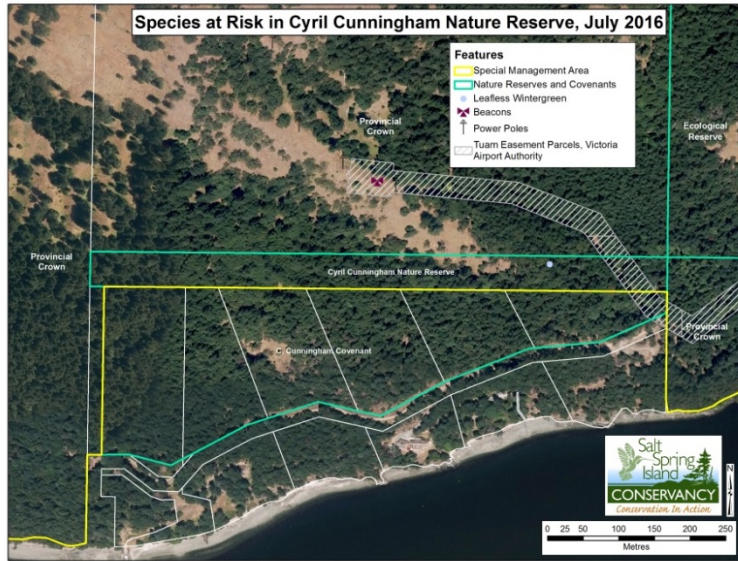 Species at Risk in Cyril Cunningham Nature Reserve, July 2016
Features
Special Management Area
Nature Reserves and Covenants
Leafless Wintergreen
Beacons
Power Poles
Tuam Easement Parcels, Victoria
Airport Authority
Provincial
Crown
Ecological
Reserve
Provincial
Crown
Cyril Cunningham Nature Reserve
Provincial
Crown
C. Cunningham Covenant
Salt
Spring
Island
CONSERVANCY
Conservation In Action
N
0 25 50 100 150 200 250
Metres